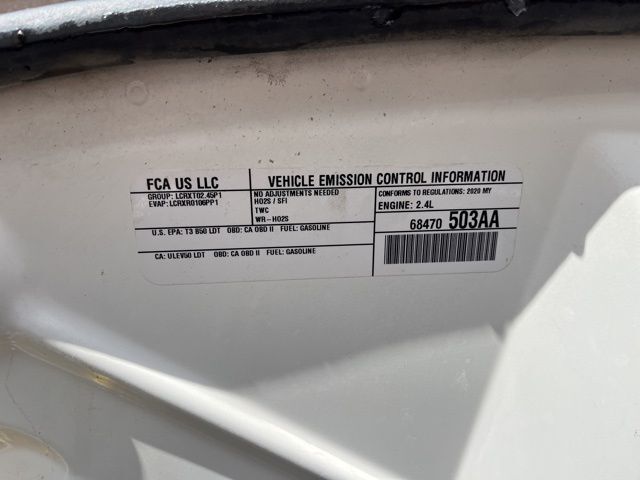 FCA US LLC
GROUP: LCRXT02.45P1
EVAP: LCRXR0106PP1
VEHICLE EMISSION CONTROL INFORMATION
NO ADJUSTMENTS NEEDED
HO2S / SFI
TWC
WR-HO2S
CONFORMS TO REGULATIONS: 2020 MY
ENGINE: 2.4L
U.S. EPA: T3 B50 LDT OBD: CA OBD II FUEL: GASOLINE
CA: ULEV50 LDT OBD: CA OBD II FUEL: GASOLINE
68470 503AA